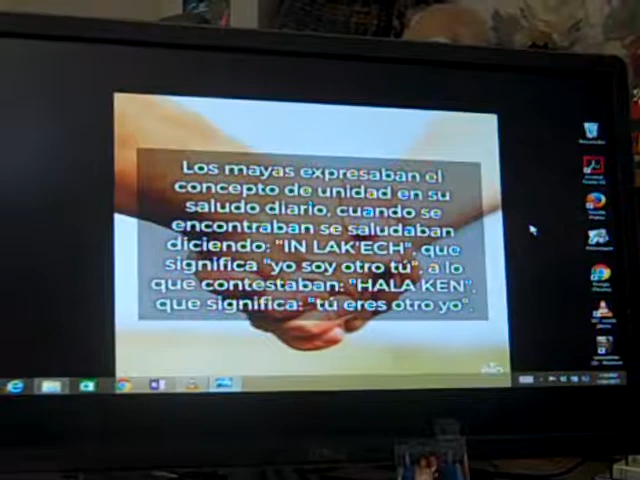 Los mayas expresaban el
concepto de unidad en su
saludo diario, cuando se
encontraban se saludaban
diciendo: "IN LAK'ECH", que
significa "yo soy otro tú", a lo
que contestaban: "HALA KEN",
que significa: "tú eres otro yo".